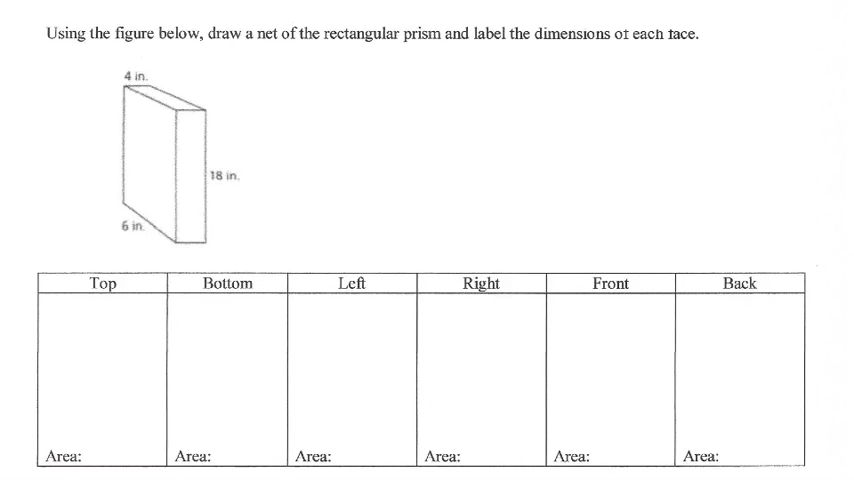 Using the figure below, draw a net of the rectangular prism and label the dimensions of each face.
4 in.
18 in.
6 in.
Top Bottom Left Right Front Back
Area: Area: Area: Area: Area: Area: